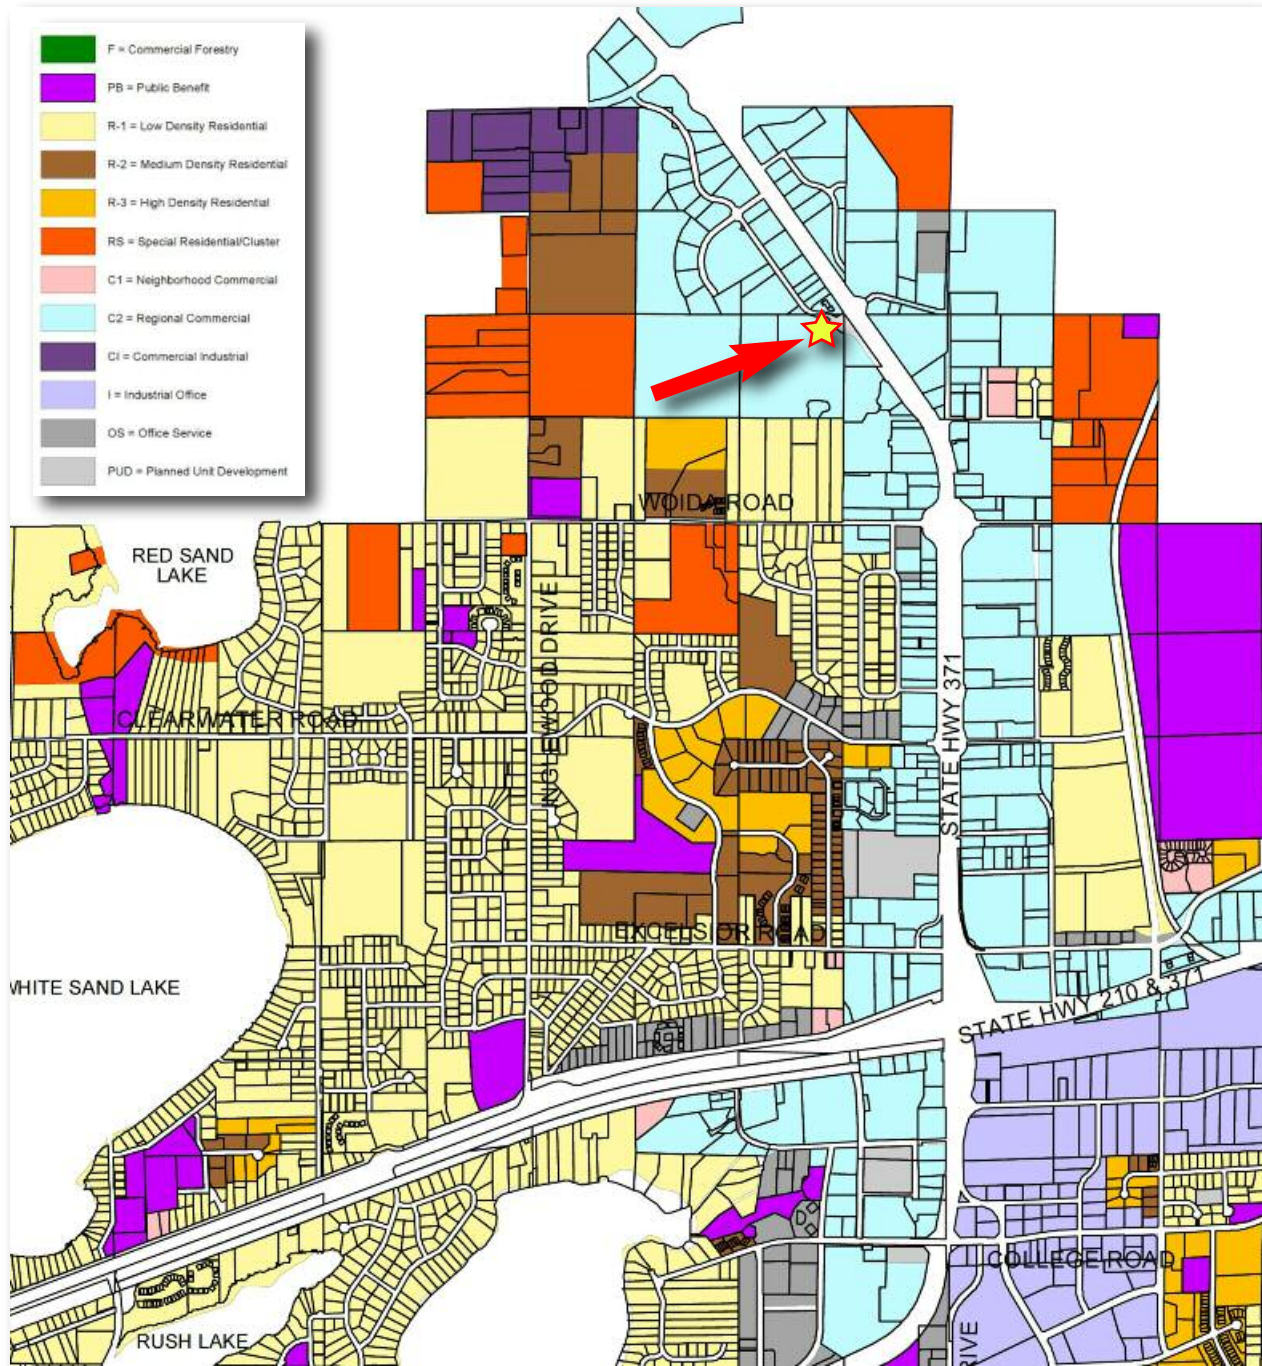 F = Commercial Forestry
PB = Public Benefit
R-1 = Low Density Residential
R-2 = Medium Density Residential
R-3 = High Density Residential
RS = Special Residential/Cluster
C1 = Neighborhood Commercial
C2 = Regional Commercial
CI = Commercial Industrial
I = Industrial Office
OS = Office Service
PUD = Planned Unit Development
WOIDA ROAD
RED SAND
LAKE
INGLEWOOD DRIVE
CLEARWATER ROAD
STATE HWY 371
EXCELSIOR ROAD
WHITE SAND LAKE
STATE HWY 210 & 371
COLLEGE ROAD
RUSH LAKE
RIVE